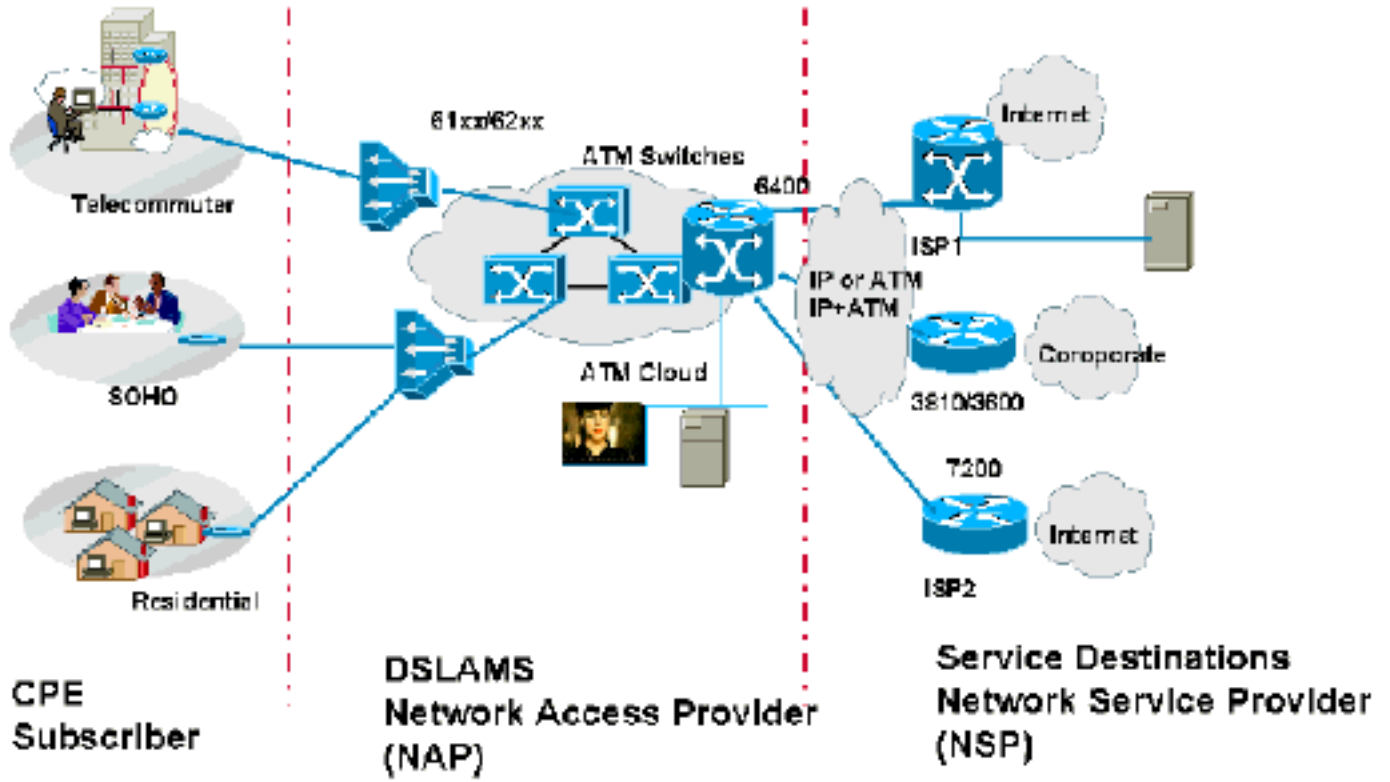 61xx/62xx
ATM Switches
6400
Internet
Telecommuter
ISP1
IP or ATM
IP+ATM
SOHO
ATM Cloud
Coroporate
3810/3600
7200
Internet
ISP2
Residential
CPE
Subscriber
DSLAMS
Network Access Provider
(NAP)
Service Destinations
Network Service Provider
(NSP)